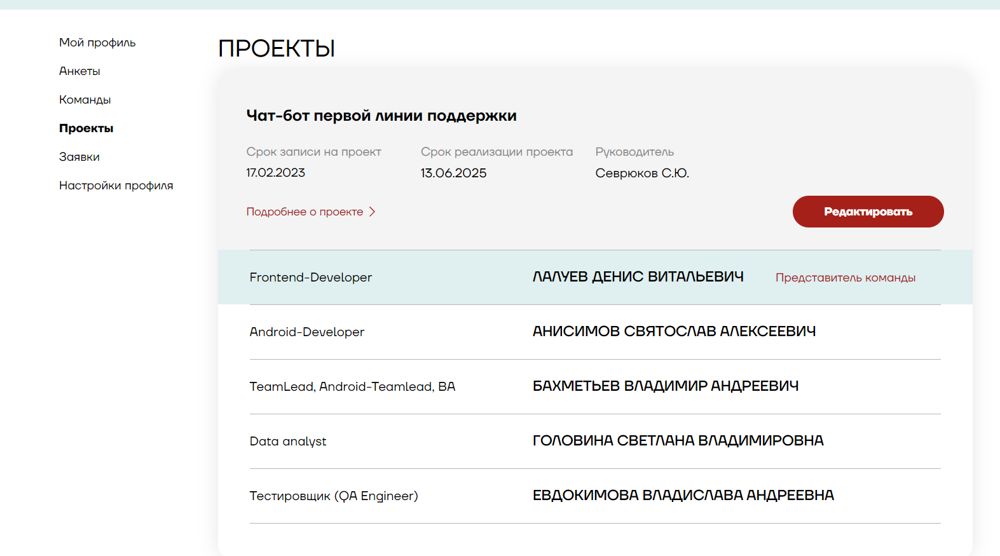 Мой профиль
Анкеты
Команды
Проекты
Заявки
Настройки профиля
ПРОЕКТЫ
Чат-бот первой линии поддержки
Срок записи на проект
17.02.2023
Срок реализации проекта
13.06.2025
Руководитель
Севрюков С.Ю.
Подробнее о проекте
Редактировать
Frontend-Developer
ЛАЛУЕВ ДЕНИС ВИТАЛЬЕВИЧ
Представитель команды
Android-Developer
АНИСИМОВ СВЯТОСЛАВ АЛЕКСЕЕВИЧ
TeamLead, Android-Teamlead, BA
БАХМЕТЬЕВ ВЛАДИМИР АНДРЕЕВИЧ
Data analyst
ГОЛОВИНА СВЕТЛАНА ВЛАДИМИРОВНА
Тестировщик (QA Engineer)
ЕВДОКИМОВА ВЛАДИСЛАВА АНДРЕЕВНА